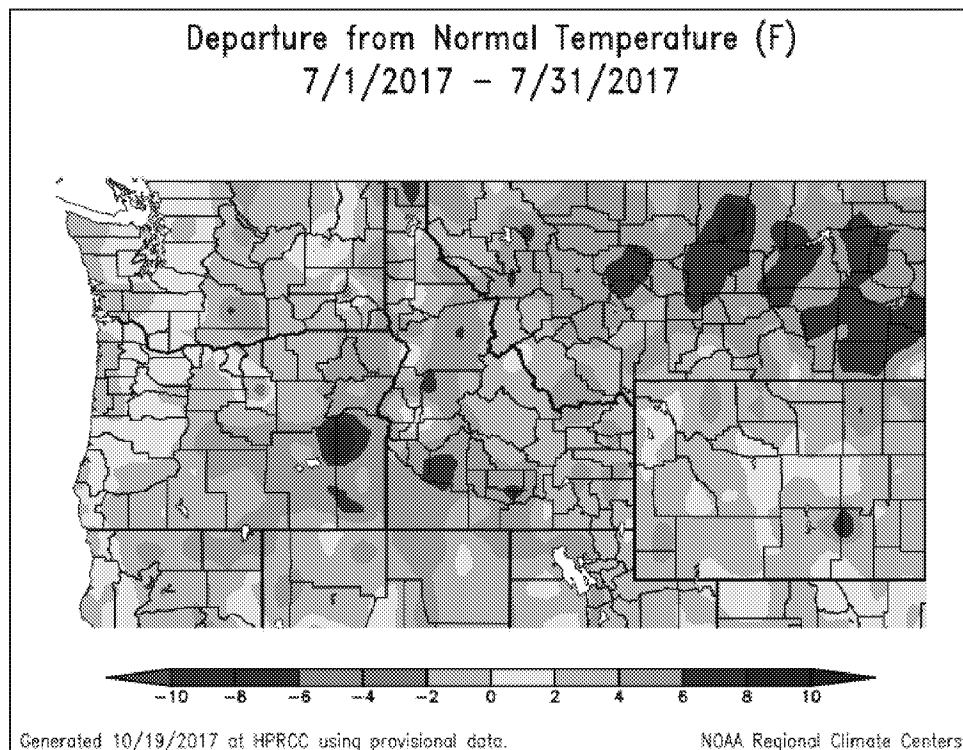 Departure from Normal Temperature (F)
7/1/2017 - 7/31/2017
-10 -8 -6 -4 -2 0 2 4 6 8 10
Generated 10/19/2017 at HPRCC using provisional data.
NOAA Regional Climate Centers